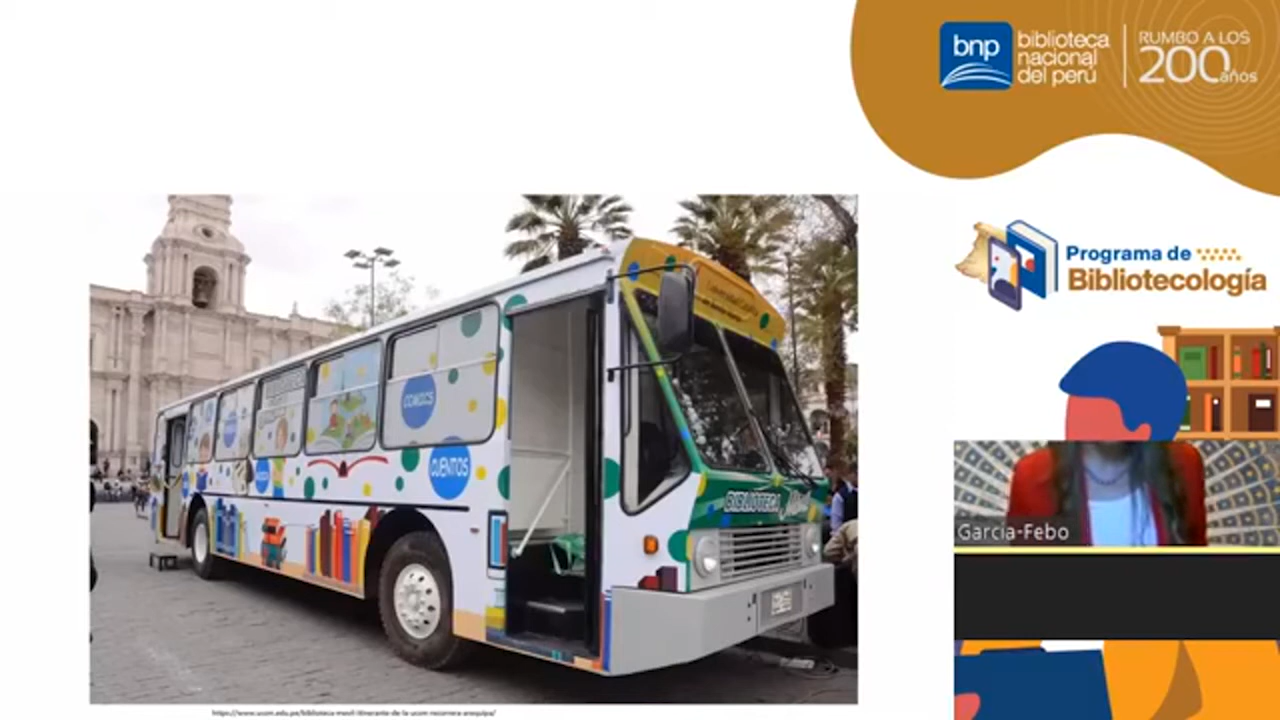 bnp
biblioteca
nacional
del perú
RUMBO A LOS
200
años
Programa de
Bibliotecología
COMICS
CUENTOS
BIBLIOTECA
García-Febo